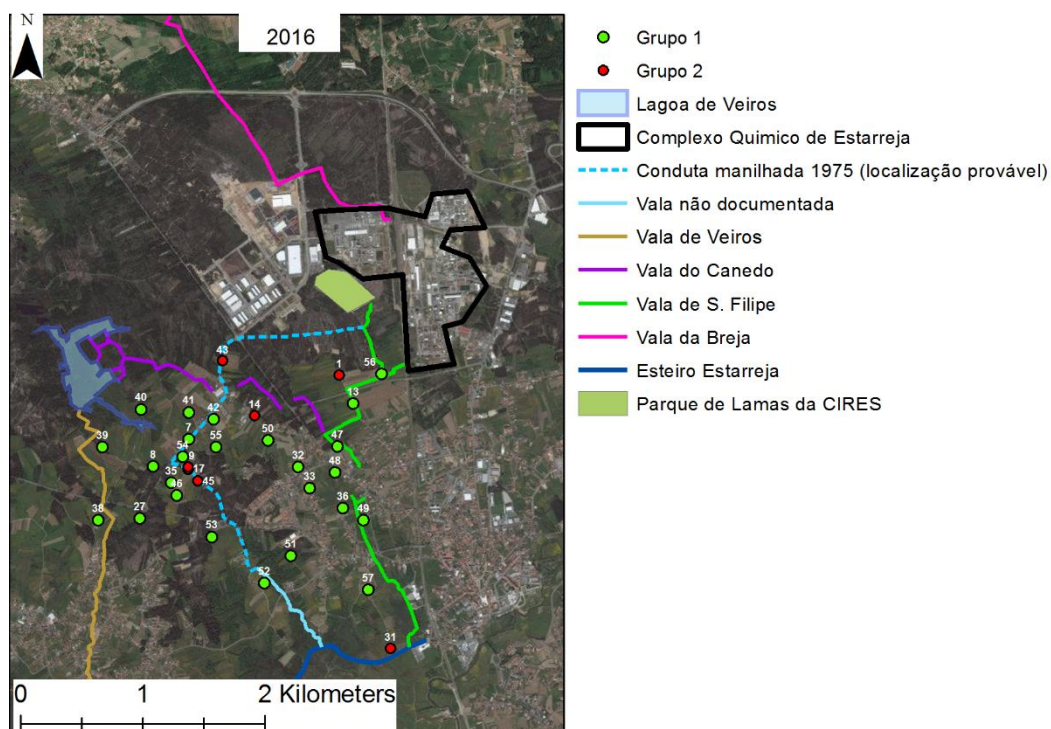 N
2016
43
1
56
13
40
41
42
14
7
55
50
47
39
54
8
9
17
32
48
35
45
46
33
36
38
27
49
53
51
52
57
31
0
1
2 Kilometers
Grupo 1
Grupo 2
Lagoa de Veiros
Complexo Quimico de Estarreja
Conduta manilhada 1975 (localização provável)
Vala não documentada
Vala de Veiros
Vala do Canedo
Vala de S. Filipe
Vala da Breja
Esteiro Estarreja
Parque de Lamas da CIRES